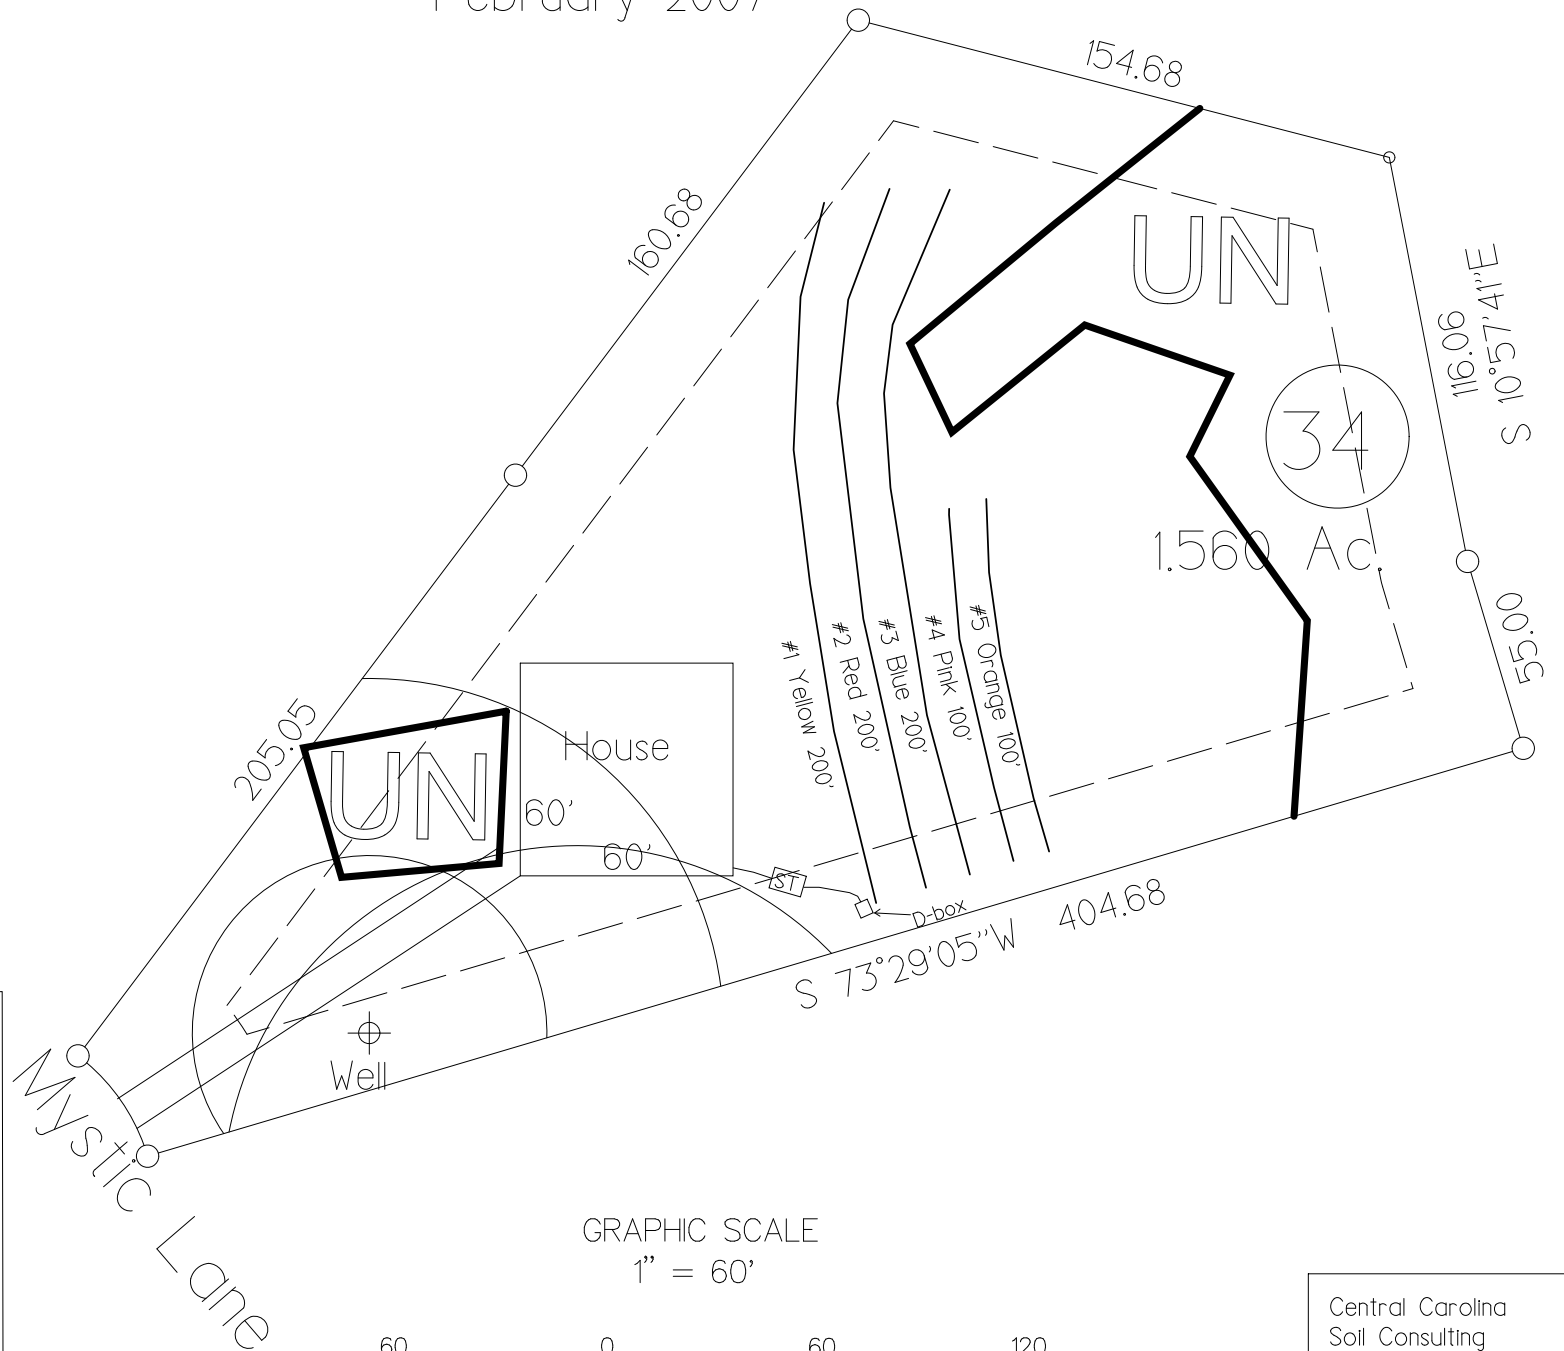 February 2007
154.68
160.68
UN
116.06
S 10°57'41"E
34
1.560 Ac.
55.00
#1 Yellow 200'
#2 Red 200'
#3 Blue 200'
#4 Pink 100'
#5 Orange 100'
205.05
House
UN
60'
60'
ST
D-box
S 73°29'05"W 404.68
Well
Mystic Lane
GRAPHIC SCALE
1" = 60'
60 0 60 120
Central Carolina
Soil Consulting